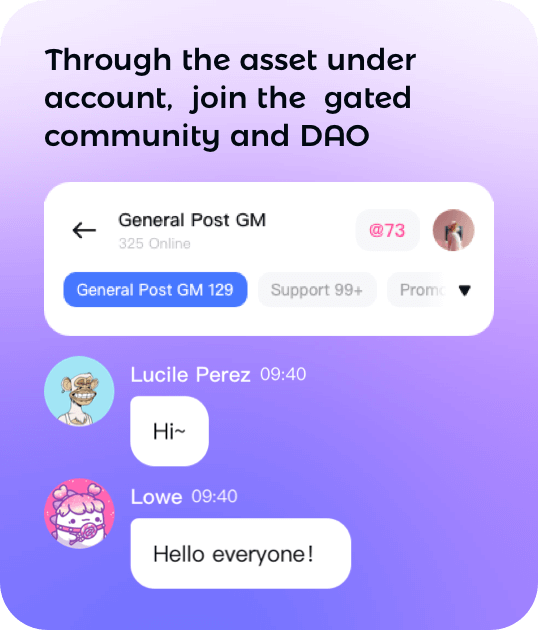 Through the asset under
account, join the gated
community and DAO
General Post GM
325 Online
@73
General Post GM 129
Support 99+
Promo
Lucile Perez 09:40
Hi~
Lowe 09:40
Hello everyone!